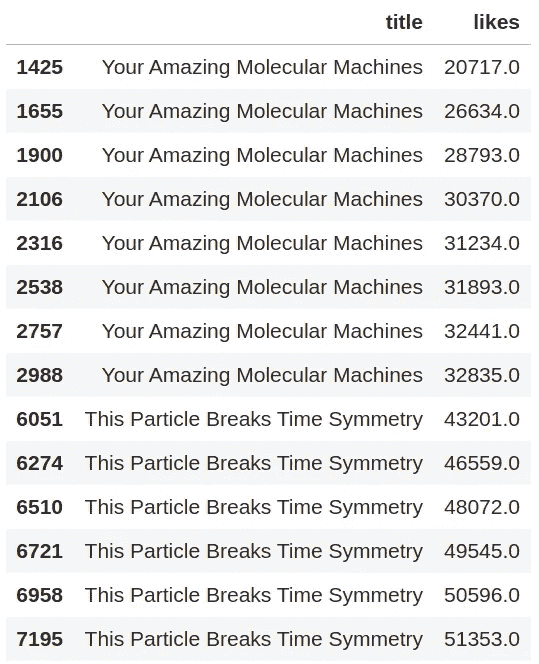 title likes
1425 Your Amazing Molecular Machines 20717.0
1655 Your Amazing Molecular Machines 26634.0
1900 Your Amazing Molecular Machines 28793.0
2106 Your Amazing Molecular Machines 30370.0
2316 Your Amazing Molecular Machines 31234.0
2538 Your Amazing Molecular Machines 31893.0
2757 Your Amazing Molecular Machines 32441.0
2988 Your Amazing Molecular Machines 32835.0
6051 This Particle Breaks Time Symmetry 43201.0
6274 This Particle Breaks Time Symmetry 46559.0
6510 This Particle Breaks Time Symmetry 48072.0
6721 This Particle Breaks Time Symmetry 49545.0
6958 This Particle Breaks Time Symmetry 50596.0
7195 This Particle Breaks Time Symmetry 51353.0